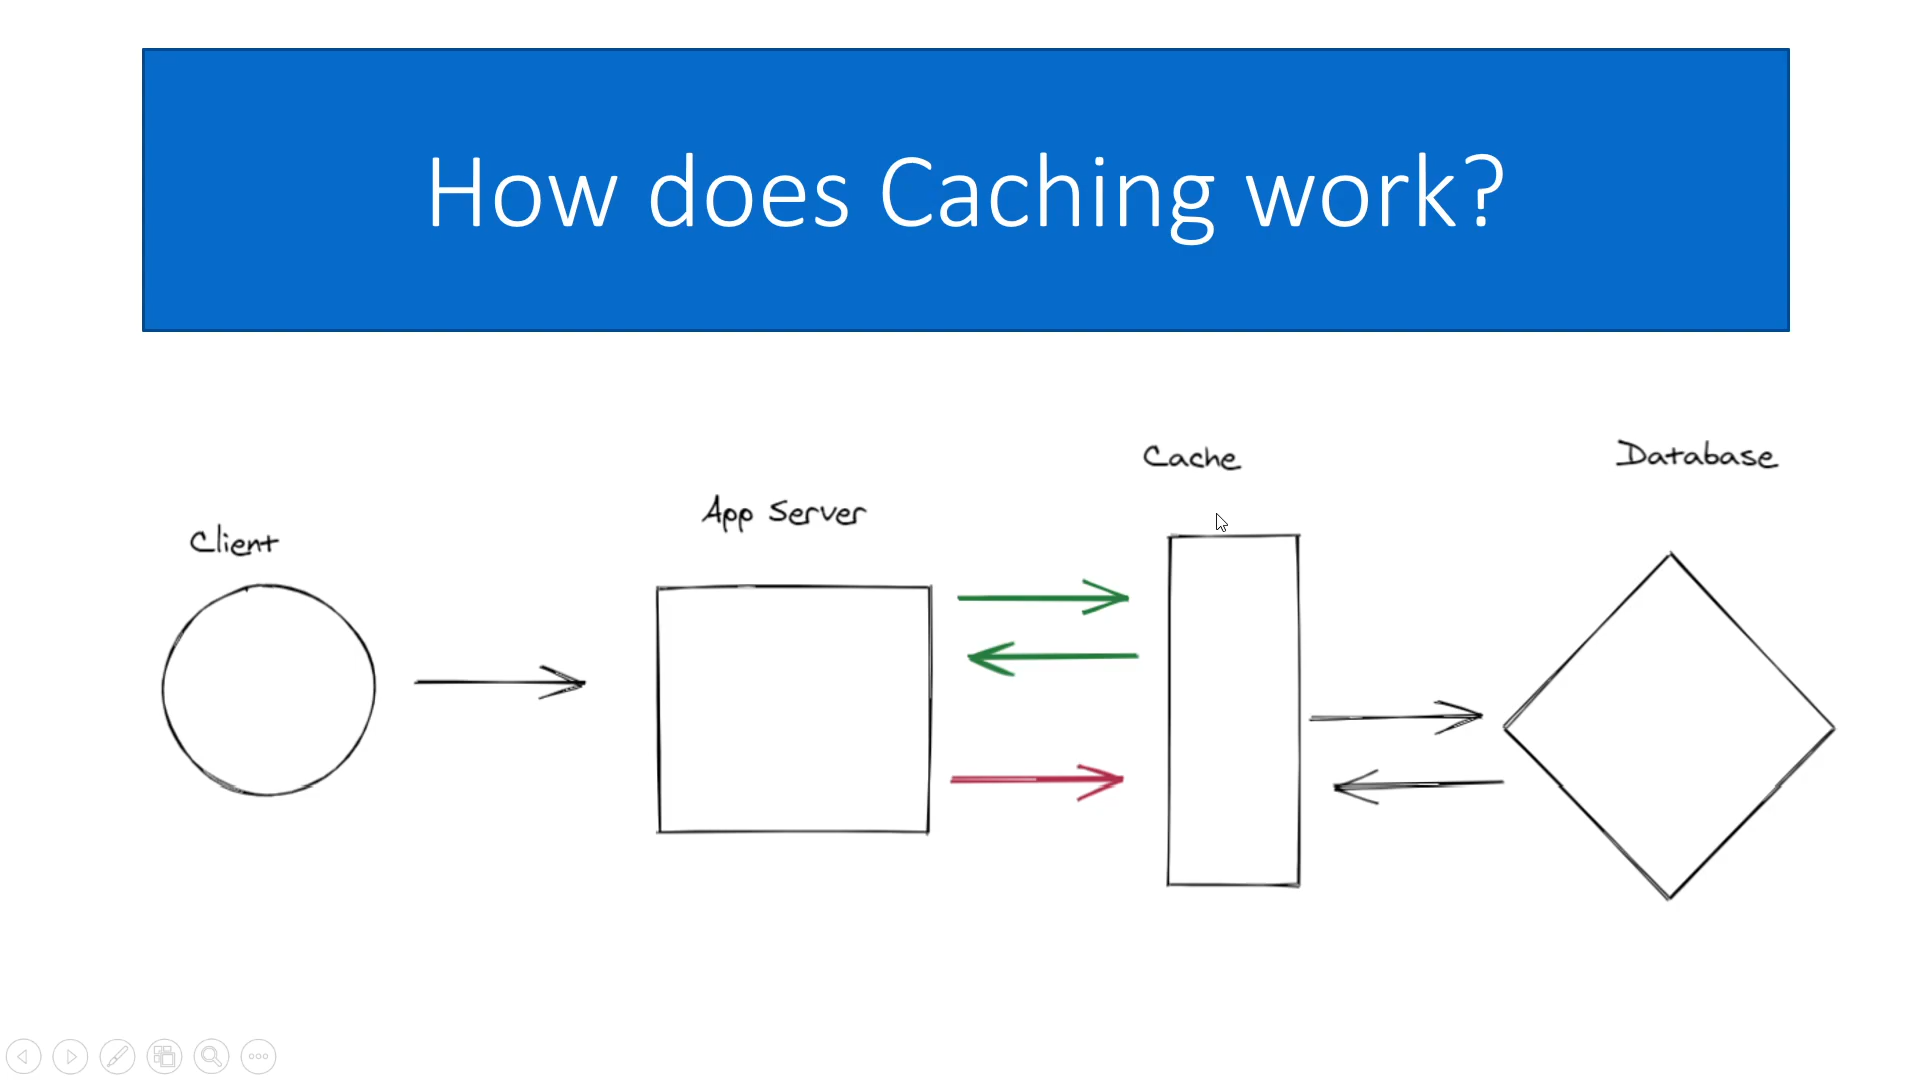 How does Caching work?
Cache
Database
App Server
Client